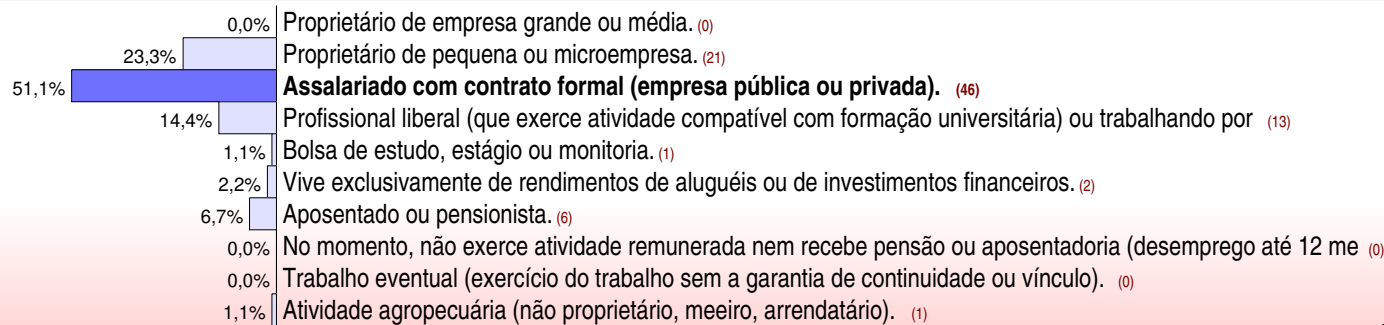 0,0% Proprietário de empresa grande ou média. (0)
23,3% Proprietário de pequena ou microempresa. (21)
51,1% Assalariado com contrato formal (empresa pública ou privada). (46)
14,4% Profissional liberal (que exerce atividade compatível com formação universitária) ou trabalhando por (13)
1,1% Bolsa de estudo, estágio ou monitoria. (1)
2,2% Vive exclusivamente de rendimentos de aluguéis ou de investimentos financeiros. (2)
6,7% Aposentado ou pensionista. (6)
0,0% No momento, não exerce atividade remunerada nem recebe pensão ou aposentadoria (desemprego até 12 me (0)
0,0% Trabalho eventual (exercício do trabalho sem a garantia de continuidade ou vínculo). (0)
1,1% Atividade agropecuária (não proprietário, meeiro, arrendatário). (1)